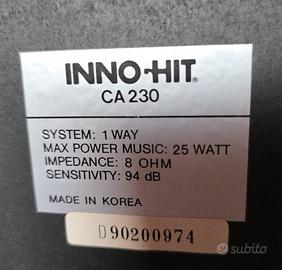 INNO-HIT®
CA 230
SYSTEM: 1 WAY
MAX POWER MUSIC: 25 WATT
IMPEDANCE: 8 OHM
SENSITIVITY: 94 dB
MADE IN KOREA
D90200974
subito